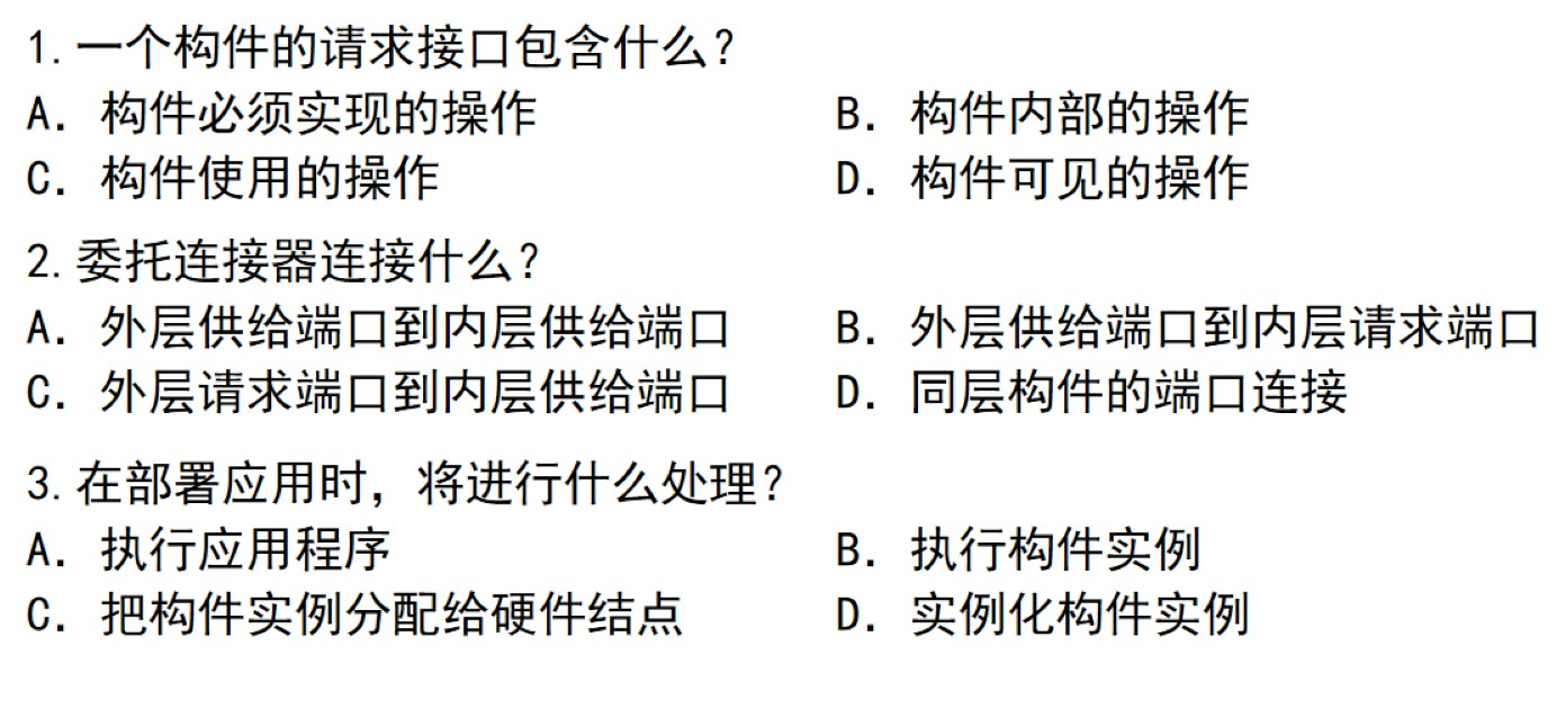 1.一个构件的请求接口包含什么？
A. 构件必须实现的操作 B. 构件内部的操作
C. 构件使用的操作 D. 构件可见的操作
2.委托连接器连接什么？
A. 外层供给端口到内层供给端口 B. 外层供给端口到内层请求端口
C. 外层请求端口到内层供给端口 D. 同层构件的端口连接
3.在部署应用时，将进行什么处理？
A. 执行应用程序 B. 执行构件实例
C. 把构件实例分配给硬件结点 D. 实例化构件实例